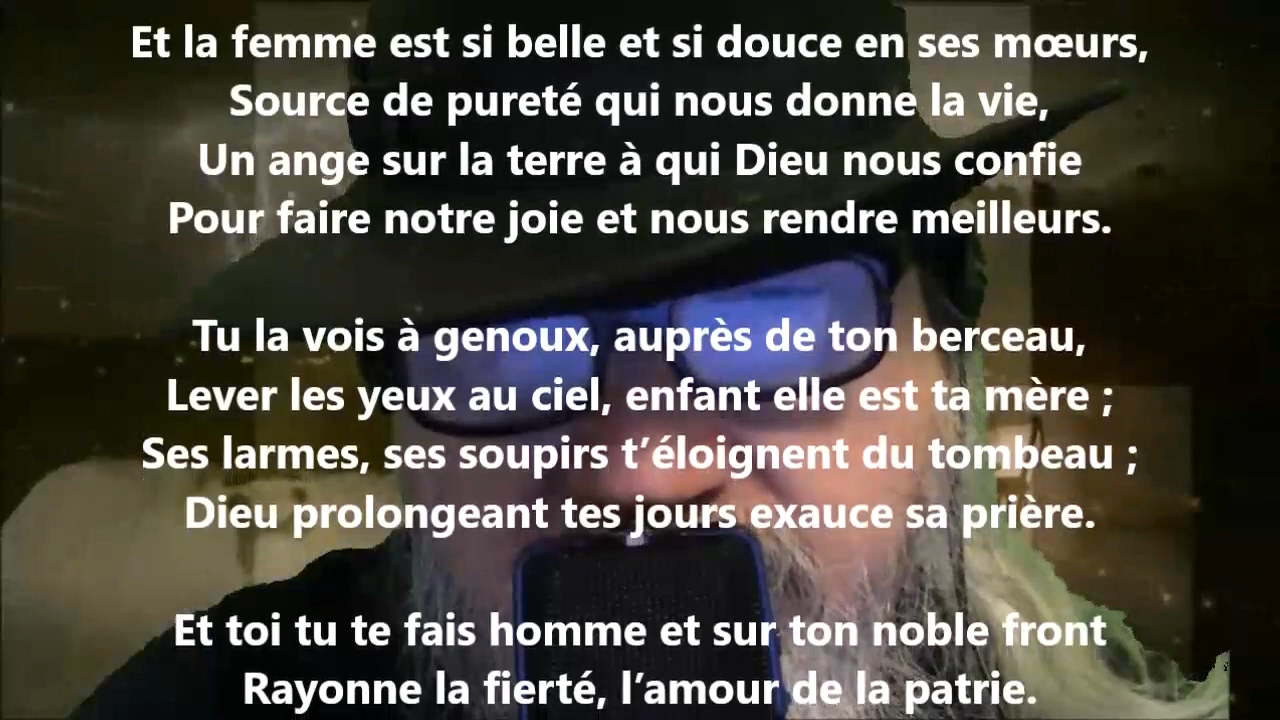 Et la femme est si belle et si douce en ses mœurs,
Source de pureté qui nous donne la vie,
Un ange sur la terre à qui Dieu nous confie
Pour faire notre joie et nous rendre meilleurs.
Tu la vois à genoux, auprès de ton berceau,
Lever les yeux au ciel, enfant elle est ta mère ;
Ses larmes, ses soupirs t’éloignent du tombeau ;
Dieu prolongeant tes jours exauce sa prière.
Et toi tu te fais homme et sur ton noble front
Rayonne la fierté, l’amour de la patrie.